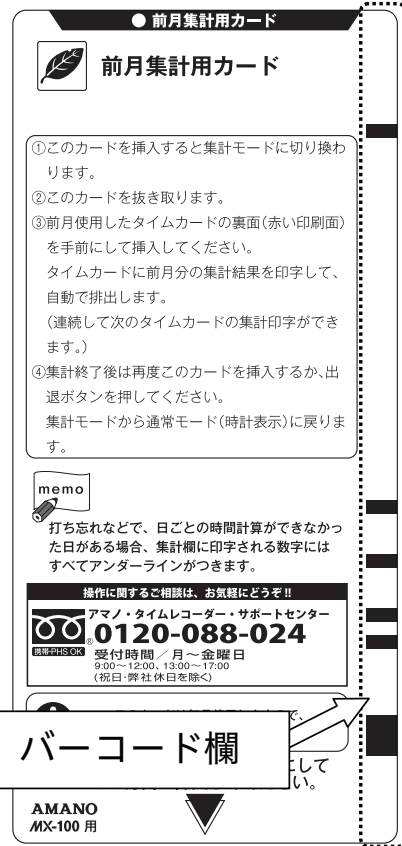 ● 前月集計用カード
前月集計用カード
①このカードを挿入すると集計モードに切り換わ
ります。
②このカードを抜き取ります。
③前月使用したタイムカードの裏面(赤い印刷面)
を手前にして挿入してください。
タイムカードに前月分の集計結果を印字して、
自動で排出します。
(連続して次のタイムカードの集計印字ができ
ます。)
④集計終了後は再度このカードを挿入するか、出
退ボタンを押してください。
集計モードから通常モード(時計表示)に戻りま
す。
memo
打ち忘れなどで、日ごとの時間計算ができなかっ
た日がある場合、集計欄に印字される数字には
すべてアンダーラインがつきます。
操作に関するご相談は、お気軽にどうぞ!!
アマノ・タイムレコーダー・サポートセンター
®0120-088-024
携帯・PHS OK
受付時間/月〜金曜日
9:00〜12:00、13:00〜17:00
(祝日・弊社休日を除く)
バーコード欄
にして
い。
AMANO
MX-100 用